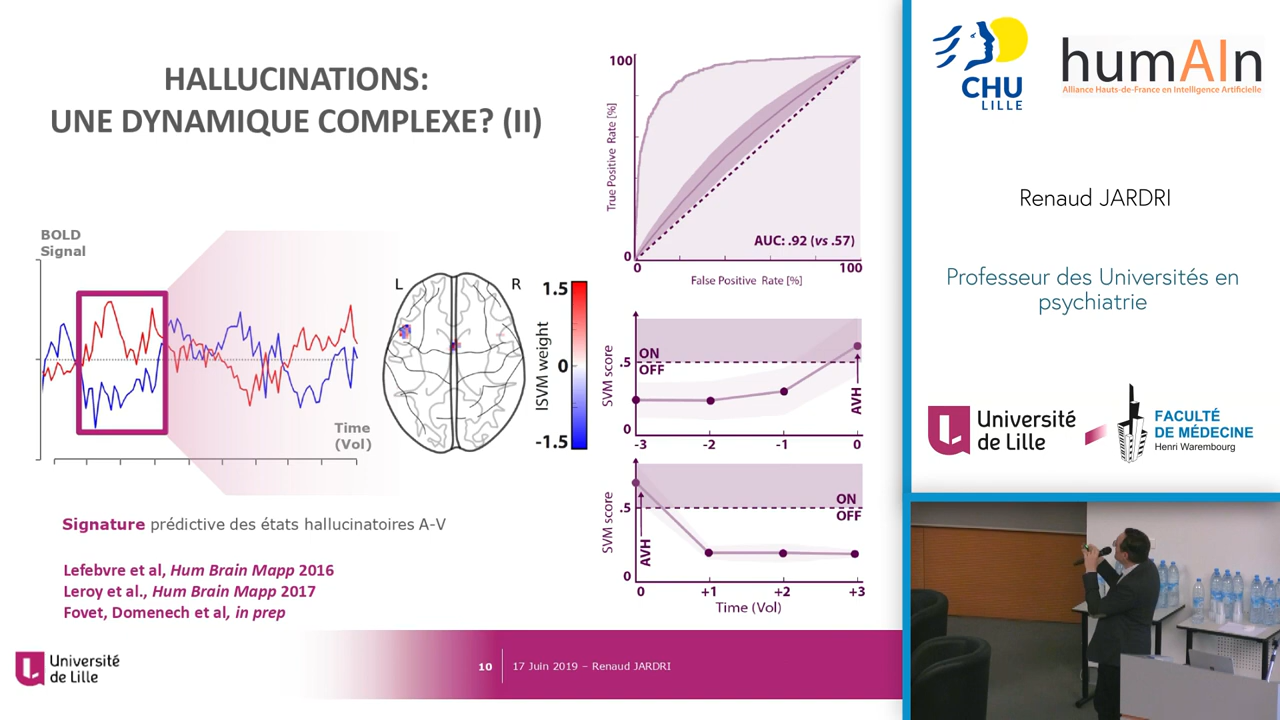 HALLUCINATIONS:
UNE DYNAMIQUE COMPLEXE? (II)
BOLD
Signal
Time
(Vol)
L
R
1.5
0
-1.5
lSVM weight
100
0
0
100
True Positive Rate [%]
False Positive Rate [%]
AUC: .92 (vs .57)
SVM score
.5
0
ON
OFF
AVH
-3
-2
-1
0
SVM score
.5
0
ON
OFF
AVH
0
+1
+2
+3
Time (Vol)
Signature prédictive des états hallucinatoires A-V
Lefebvre et al, Hum Brain Mapp 2016
Leroy et al., Hum Brain Mapp 2017
Fovet, Domenech et al, in prep
Université
de Lille
10
17 Juin 2019 – Renaud JARDRI
CHU
LILLE
humAIn
Alliance Hauts-de-France en Intelligence Artificielle
Renaud JARDRI
Professeur des Universités en
psychiatrie
Université
de Lille
FACULTÉ
DE MÉDECINE
Henri Warembourg